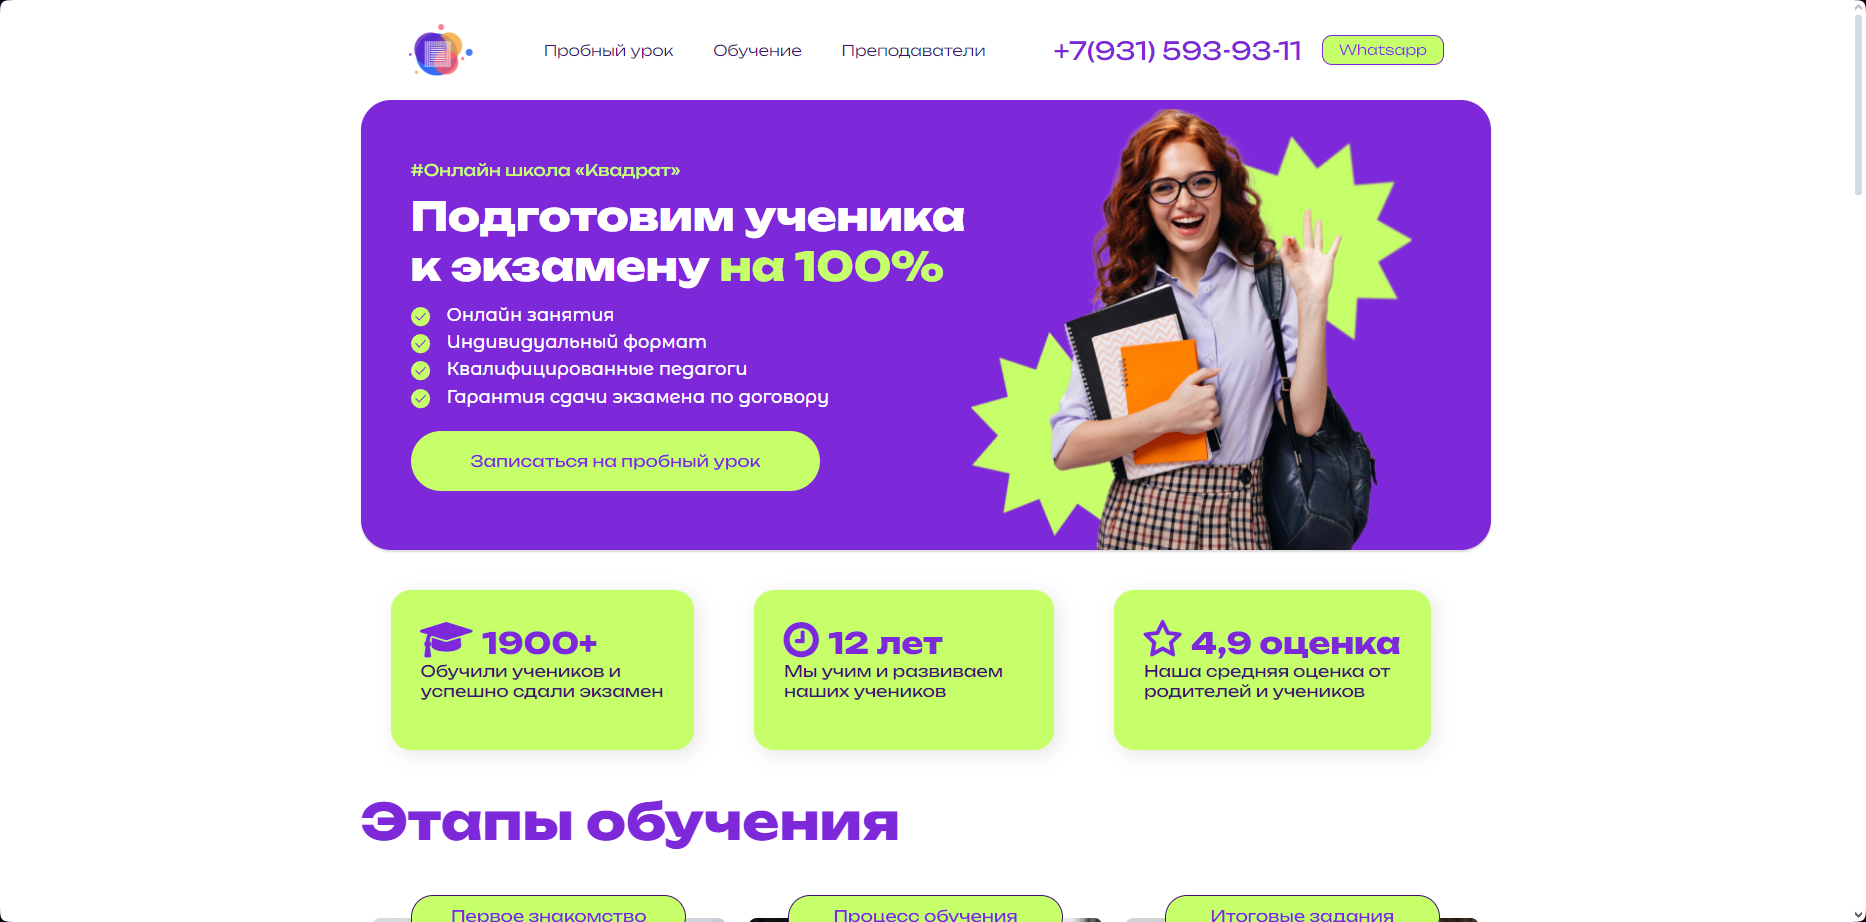 Пробный урок
Обучение
Преподаватели
+7(931) 593-93-11
Whatsapp
#Онлайн школа «Квадрат»
Подготовим ученика
к экзамену на 100%
Онлайн занятия
Индивидуальный формат
Квалифицированные педагоги
Гарантия сдачи экзамена по договору
Записаться на пробный урок
1900+
Обучили учеников и
успешно сдали экзамен
12 лет
Мы учим и развиваем
наших учеников
4,9 оценка
Наша средняя оценка от
родителей и учеников
Этапы обучения
Первое знакомство
Процесс обучения
Итоговые задания